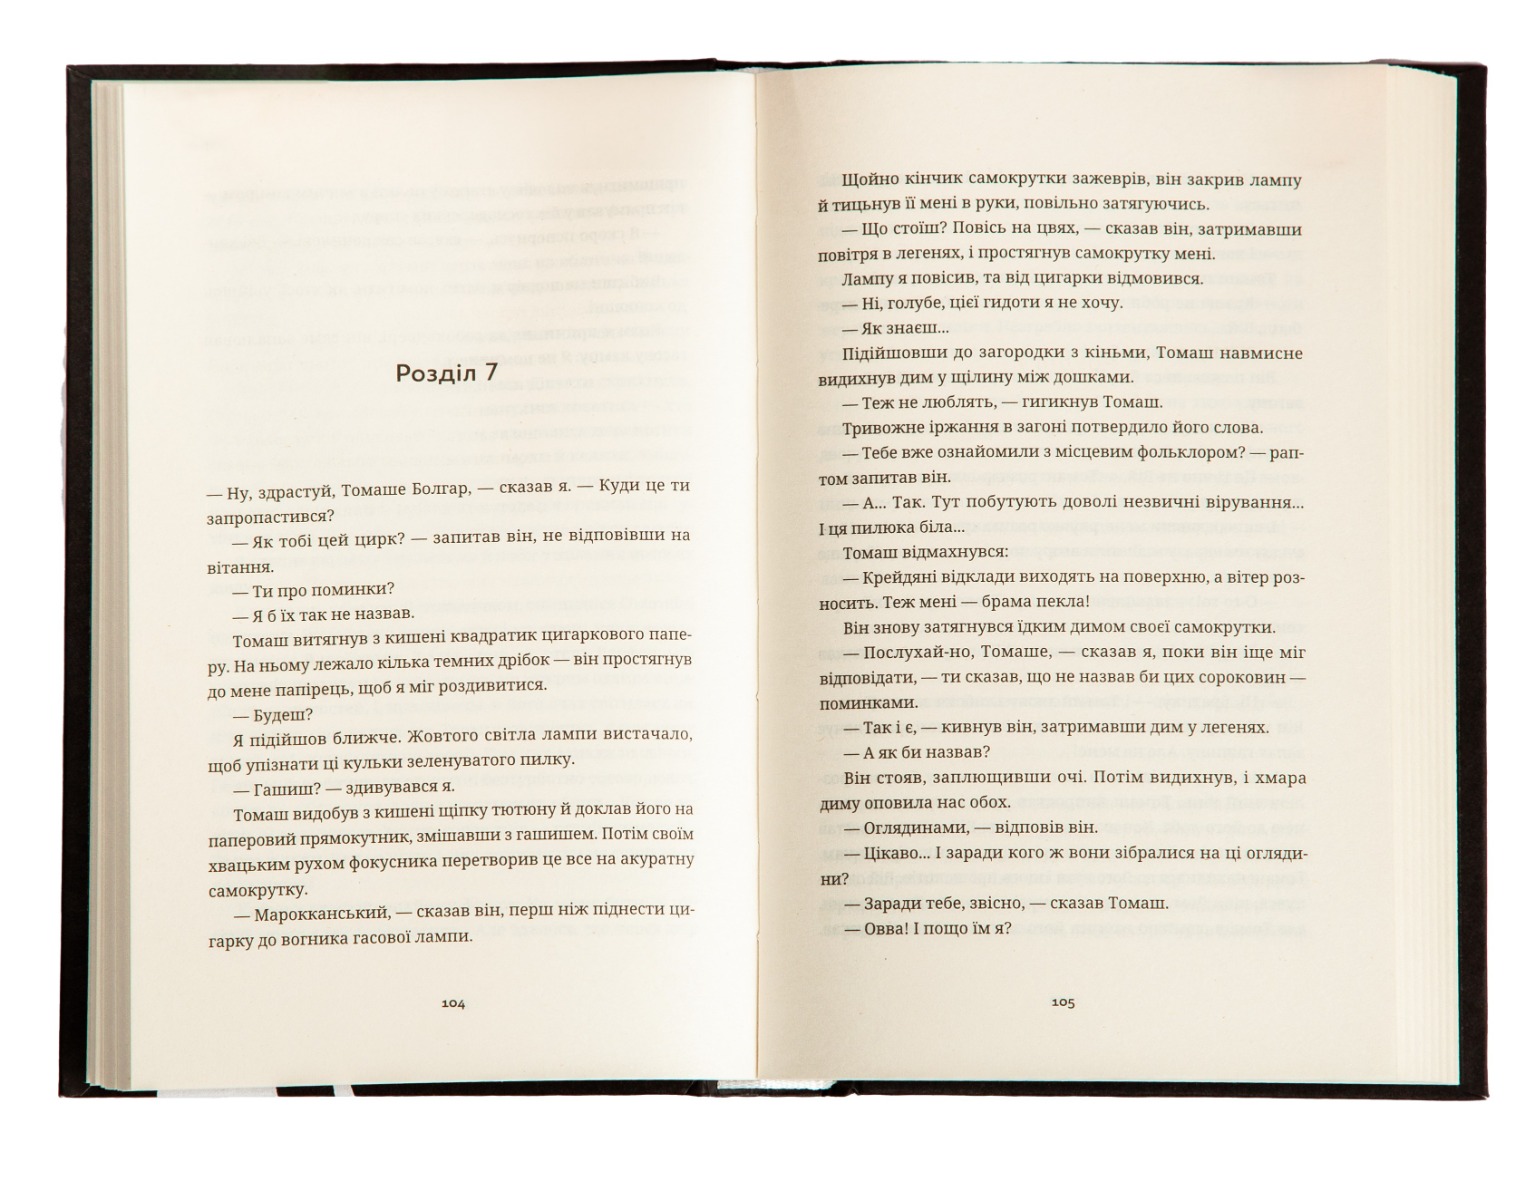 Розділ 7
— Ну, здрастуй, Томаше Болгар, — сказав я. — Куди це ти
запропастився?
— Як тобі цей цирк? — запитав він, не відповівши на
вітання.
— Ти про поминки?
— Я б їх так не назвав.
Томаш витягнув з кишені квадратик цигаркового папе-
ру. На ньому лежало кілька темних дрібок — він простягнув
до мене папірець, щоб я міг роздивитися.
— Будеш?
Я підійшов ближче. Жовтого світла лампи вистачало,
щоб упізнати ці кульки зеленуватого пилку.
— Гашиш? — здивувався я.
Томаш видобув з кишені щіпку тютюну й доклав його на
паперовий прямокутник, змішавши з гашишем. Потім своїм
хвацьким рухом фокусника перетворив це все на акуратну
самокрутку.
— Марокканський, — сказав він, перш ніж піднести ци-
гарку до вогника гасової лампи.
104
Щойно кінчик самокрутки зажеврів, він закрив лампу
й тицьнув її мені в руки, повільно затягуючись.
— Що стоїш? Повісь на цвях, — сказав він, затримавши
повітря в легенях, і простягнув самокрутку мені.
Лампу я повісив, та від цигарки відмовився.
— Ні, голубе, цієї гидоти я не хочу.
— Як знаєш...
Підійшовши до загородки з кіньми, Томаш навмисне
видихнув дим у щілину між дошками.
— Теж не люблять, — гигикнув Томаш.
Тривожне іржання в загоні потвердило його слова.
— Тебе вже ознайомили з місцевим фольклором? — рап-
том запитав він.
— А... Так. Тут побутують доволі незвичні вірування...
І ця пилюка біла...
Томаш відмахнувся:
— Крейдяні відклади виходять на поверхню, а вітер роз-
носить. Теж мені — брама пекла!
Він знову затягнувся їдким димом своєї самокрутки.
— Послухай-но, Томаше, — сказав я, поки він іще міг
відповідати, — ти сказав, що не назвав би цих сороковин —
поминками.
— Так і є, — кивнув він, затримавши дим у легенях.
— А як би назвав?
Він стояв, заплющивши очі. Потім видихнув, і хмара
диму оповила нас обох.
— Оглядинами, — відповів він.
— Цікаво... І заради кого ж вони зібралися на ці огляди-
ни?
— Заради тебе, звісно, — сказав Томаш.
— Овва! І пощо їм я?
105